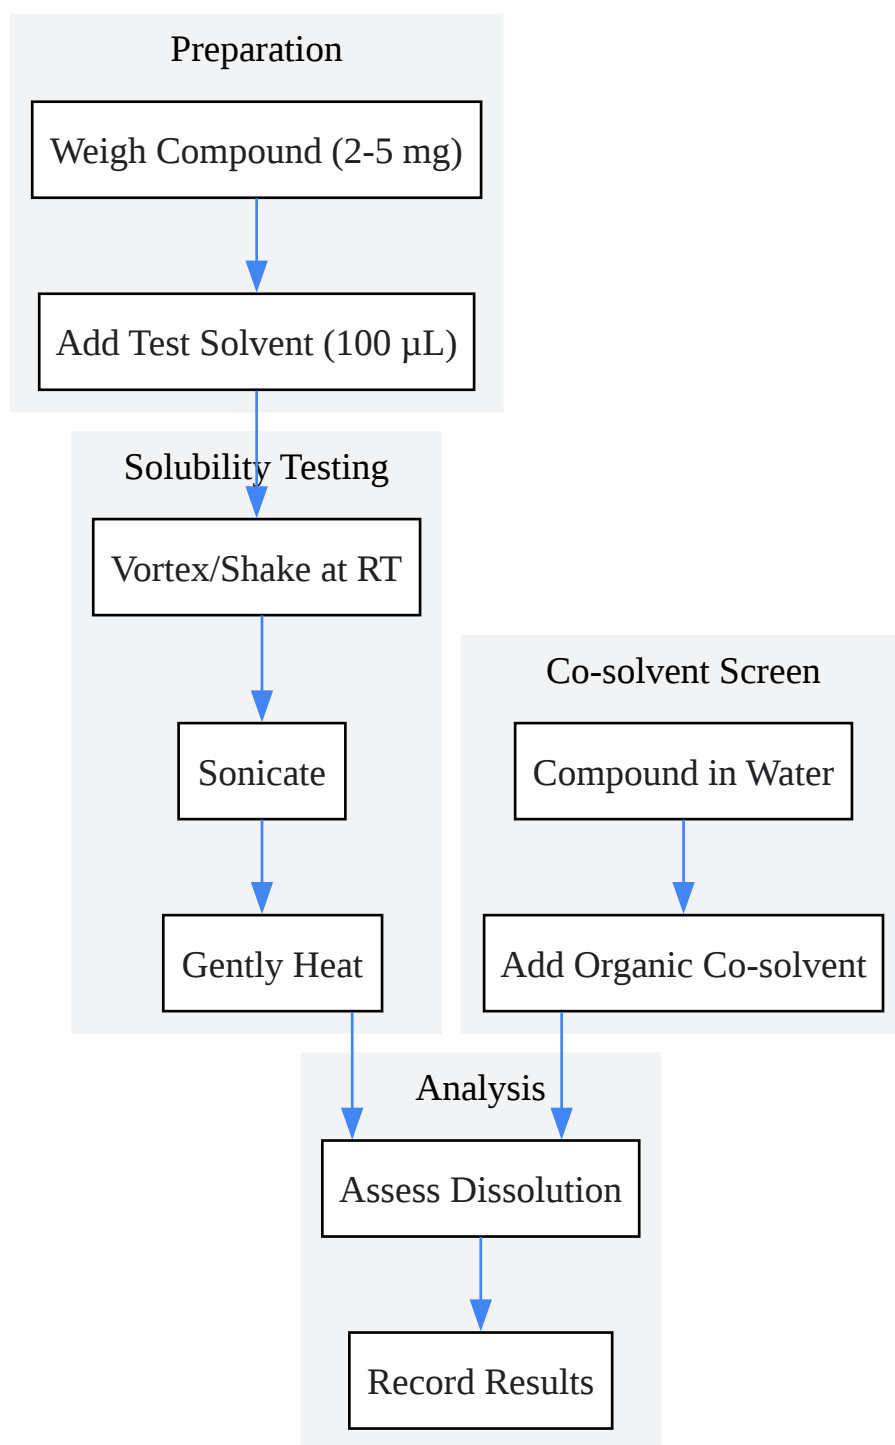 Preparation
Weigh Compound (2-5 mg)
Add Test Solvent (100 µL)
Solubility Testing
Vortex/Shake at RT
Sonicate
Gently Heat
Co-solvent Screen
Compound in Water
Add Organic Co-solvent
Analysis
Assess Dissolution
Record Results